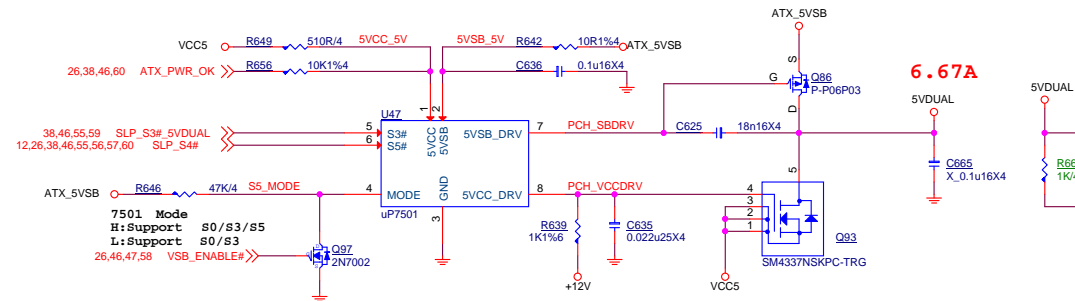 ATX_5VSB
VCC5
R649
510R/4
5VCC_5V
5VSB_5V
R642
10R1%4
ATX_5VSB
26,38,46,60
ATX_PWR_OK
R656
10K1%4
C636
0.1u16X4
S
G
D
Q86
P-P06P03
6.67A
5VDUAL
5VDUAL
U47
1
2
38,46,55,59
SLP_S3#_5VDUAL
5
S3#
5VCC
5VSB
5VSB_DRV
7
PCH_SBDRV
C625
18n16X4
12,26,38,46,55,56,57,60
SLP_S4#
6
S5#
C665
X_0.1u16X4
R66
1K/4
5
ATX_5VSB
R646
47K/4
S5_MODE
4
MODE
GND
5VCC_DRV
8
PCH_VCCDRV
4
3
2
1
uP7501
3
7501 Mode
H:Support S0/S3/S5
L:Support S0/S3
R639
1K1%6
C635
0.022u25X4
Q93
SM4337NSKPC-TRG
26,46,47,58
VSB_ENABLE#
Q97
2N7002
+12V
VCC5